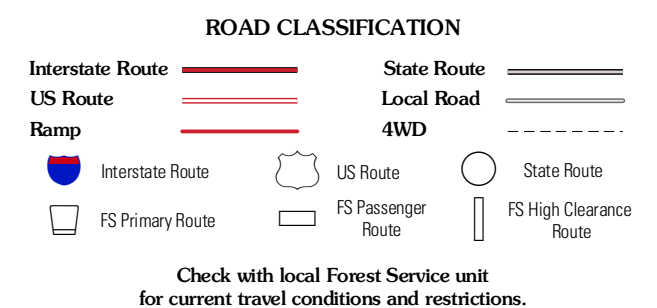 ROAD CLASSIFICATION
Interstate Route
State Route
US Route
Local Road
Ramp
4WD
Interstate Route
US Route
State Route
FS Primary Route
FS Passenger
Route
FS High Clearance
Route
Check with local Forest Service unit
for current travel conditions and restrictions.